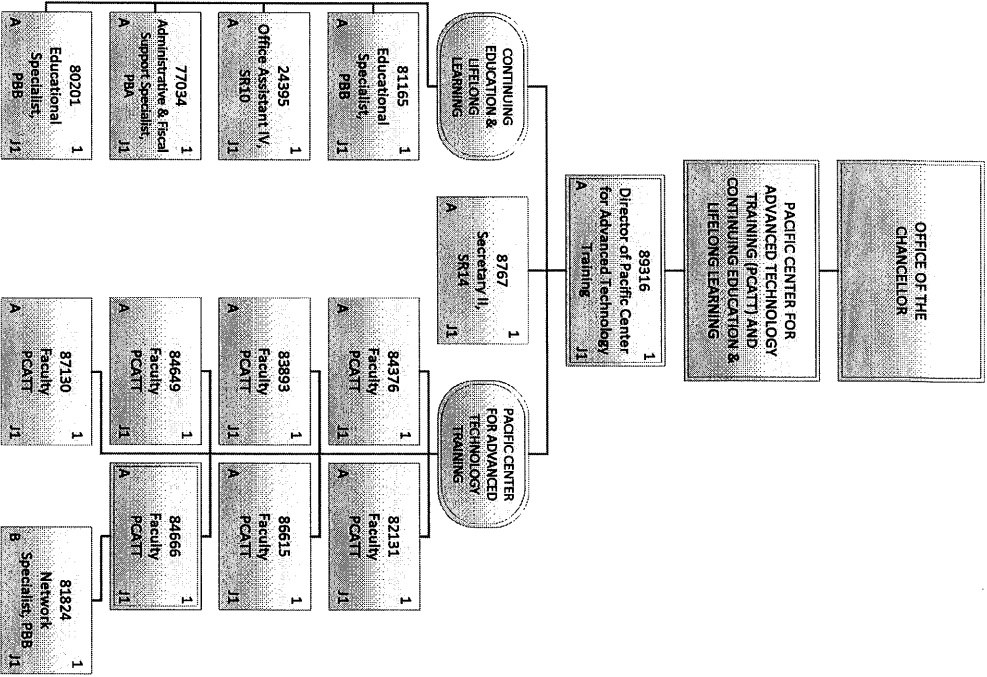 OFFICE OF THE
CHANCELLOR
PACIFIC CENTER FOR
ADVANCED TECHNOLOGY
TRAINING (PCATT) AND
CONTINUING EDUCATION &
LIFELONG LEARNING
1
89316
Director of Pacific Center
for Advanced Technology
Training
A J1
CONTINUING
EDUCATION &
LIFELONG
LEARNING
1
8767
Secretary II,
SR14
A J1
PACIFIC CENTER
FOR ADVANCED
TECHNOLOGY
TRAINING
1
81165
Educational
Specialist,
PBB
A J1
1
24395
Office Assistant IV,
SR10
A J1
1
77034
Administrative & Fiscal
Support Specialist,
PBA
A J1
1
80201
Educational
Specialist,
PBB
A J1
1
84376
Faculty
PCATT
A J1
1
82131
Faculty
PCATT
A J1
1
83893
Faculty
PCATT
A J1
1
86615
Faculty
PCATT
A J1
1
84649
Faculty
PCATT
A J1
1
84666
Faculty
PCATT
A J1
1
87130
Faculty
PCATT
A J1
1
81824
Network
Specialist, PBB
B J1